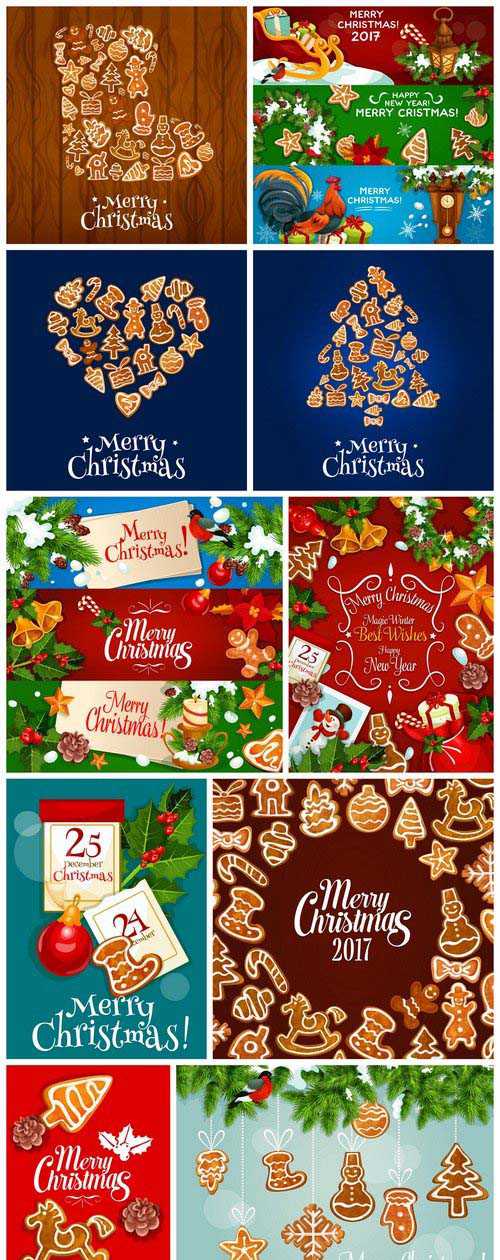 Merry
Christmas
MERRY
CHRISTMAS!
2017
HAPPY
NEW YEAR!
MERRY CRISTMAS!
MERRY
CHRISTMAS!
Merry
Christmas
Merry
Christmas
Merry
Christmas!
Merry
Christmas
Merry
Christmas!
Merry Christmas
Magic Winter
Best Wishes
Happy
New Year
25
25
December
Christmas
24
Merry
Christmas!
Merry
Christmas
2017
Merry
Christmas
Merry Christmas